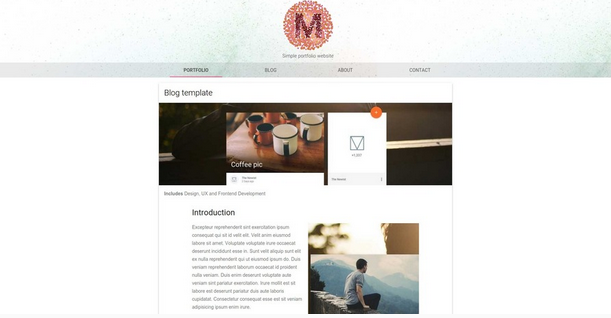 M
Simple portfolio website
PORTFOLIO BLOG ABOUT CONTACT
Blog template
Coffee pic
+1,337
Includes Design, UX and Frontend Development
Introduction
Excepteur reprehenderit sint exercitation ipsum
consequat qui sit id velit elit. Velit anim eiusmod
labore sit amet. Voluptate voluptate irure occaecat
deserunt incididunt esse in. Sunt velit aliquip sunt elit
ex nulla reprehenderit qui ut eiusmod ipsum do. Duis
veniam reprehenderit laborum occaecat id proident
nulla veniam. Duis enim deserunt voluptate aute
veniam sint pariatur exercitation. Irure mollit est sit
labore est deserunt pariatur duis aute laboris
cupidatat. Consectetur consequat esse est sit veniam
adipisicing ipsum enim irure.